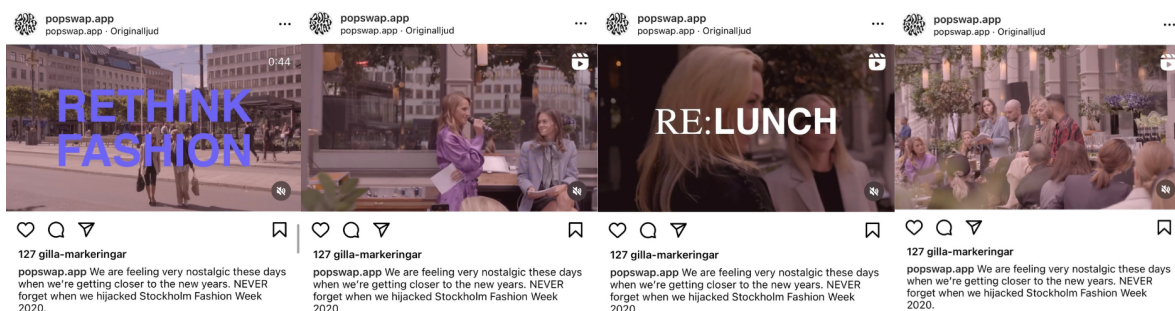 popswap.app
popswap.app · Originalljud
0:44
RETHINK
FASHION
127 gilla-markeringar
popswap.app We are feeling very nostalgic these days
when we're getting closer to the new years. NEVER
forget when we hijacked Stockholm Fashion Week
2020.
popswap.app
popswap.app · Originalljud
127 gilla-markeringar
popswap.app We are feeling very nostalgic these days
when we're getting closer to the new years. NEVER
forget when we hijacked Stockholm Fashion Week
2020.
popswap.app
popswap.app · Originalljud
RE:LUNCH
127 gilla-markeringar
popswap.app We are feeling very nostalgic these days
when we're getting closer to the new years. NEVER
forget when we hijacked Stockholm Fashion Week
2020.
popswap.app
popswap.app · Originalljud
127 gilla-markeringar
popswap.app We are feeling very nostalgic these days
when we're getting closer to the new years. NEVER
forget when we hijacked Stockholm Fashion Week
2020.